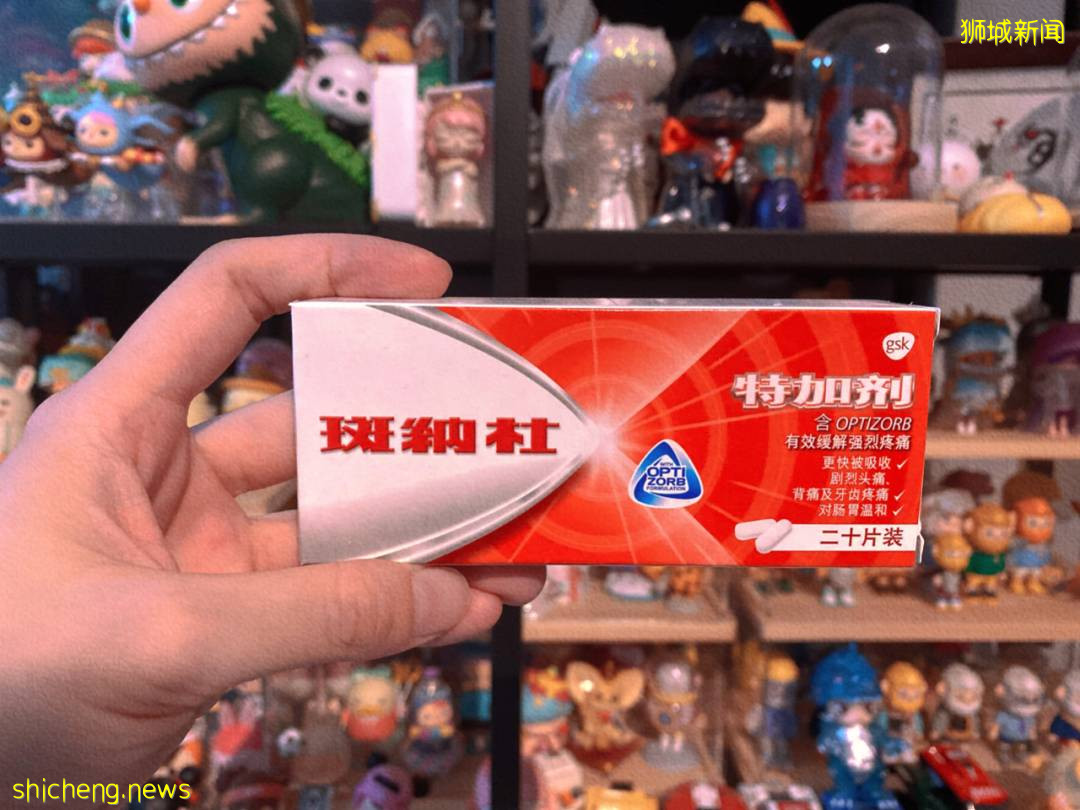 狮城新闻
gsk
斑纳杜
特加剂
含 OPTIZORB
有效缓解强烈疼痛
更快被吸收 ✓
剧烈头痛、
背痛及牙齿疼痛 ✓
对肠胃温和 ✓
WITH
OPTI
ZORB
FORMULATION
二十片装
shicheng.news